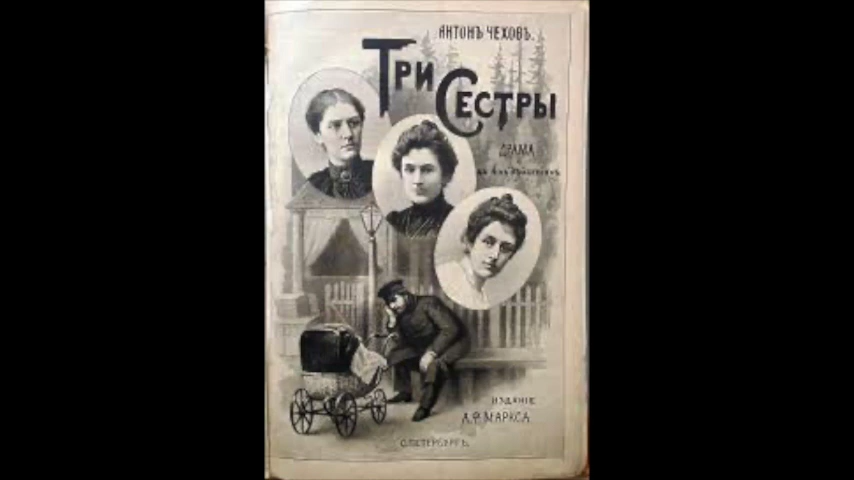 АНТОНЪ ЧЕХОВЪ.
ТРИ
СЕСТРЫ
ДРАМА
ИЗДАНІЕ
А.Ф. МАРКСА
С. ПЕТЕРБУРГЪ.